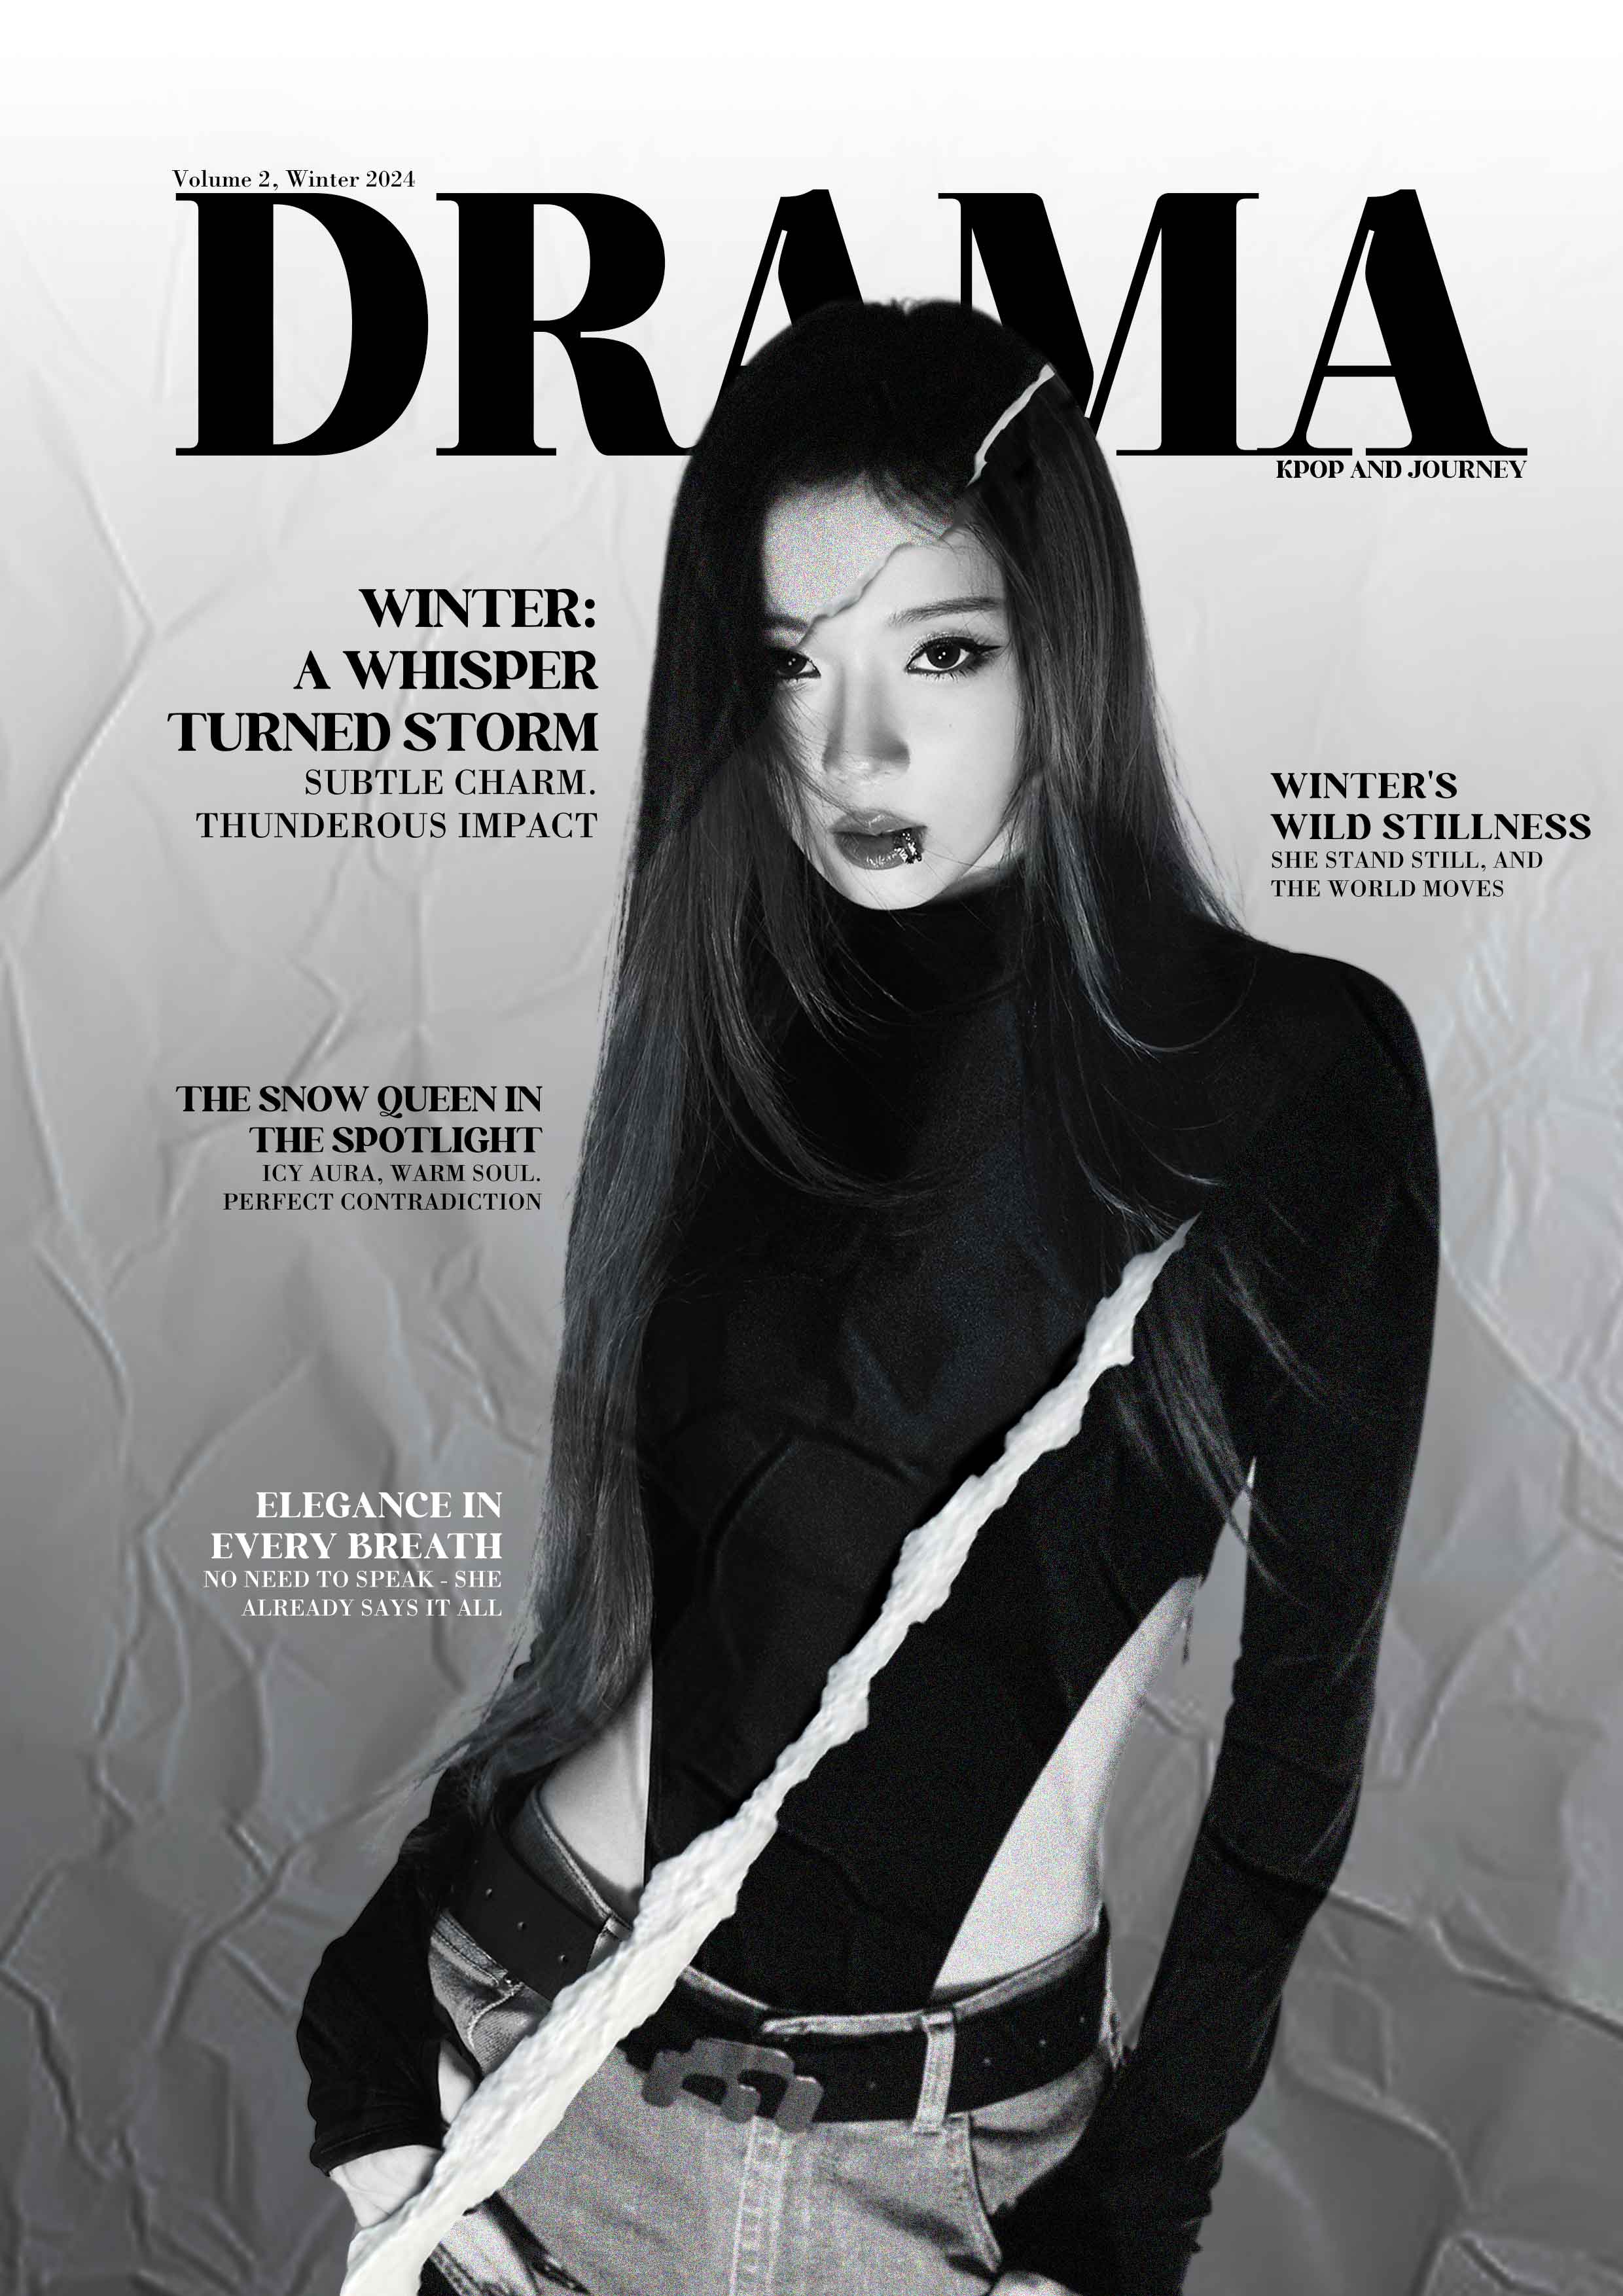 Volume 2, Winter 2024
DRAMA
KPOP AND JOURNEY
WINTER:
A WHISPER
TURNED STORM
SUBTLE CHARM.
THUNDEROUS IMPACT
WINTER'S
WILD STILLNESS
SHE STAND STILL, AND
THE WORLD MOVES
THE SNOW QUEEN IN
THE SPOTLIGHT
ICY AURA, WARM SOUL.
PERFECT CONTRADICTION
ELEGANCE IN
EVERY BREATH
NO NEED TO SPEAK - SHE
ALREADY SAYS IT ALL